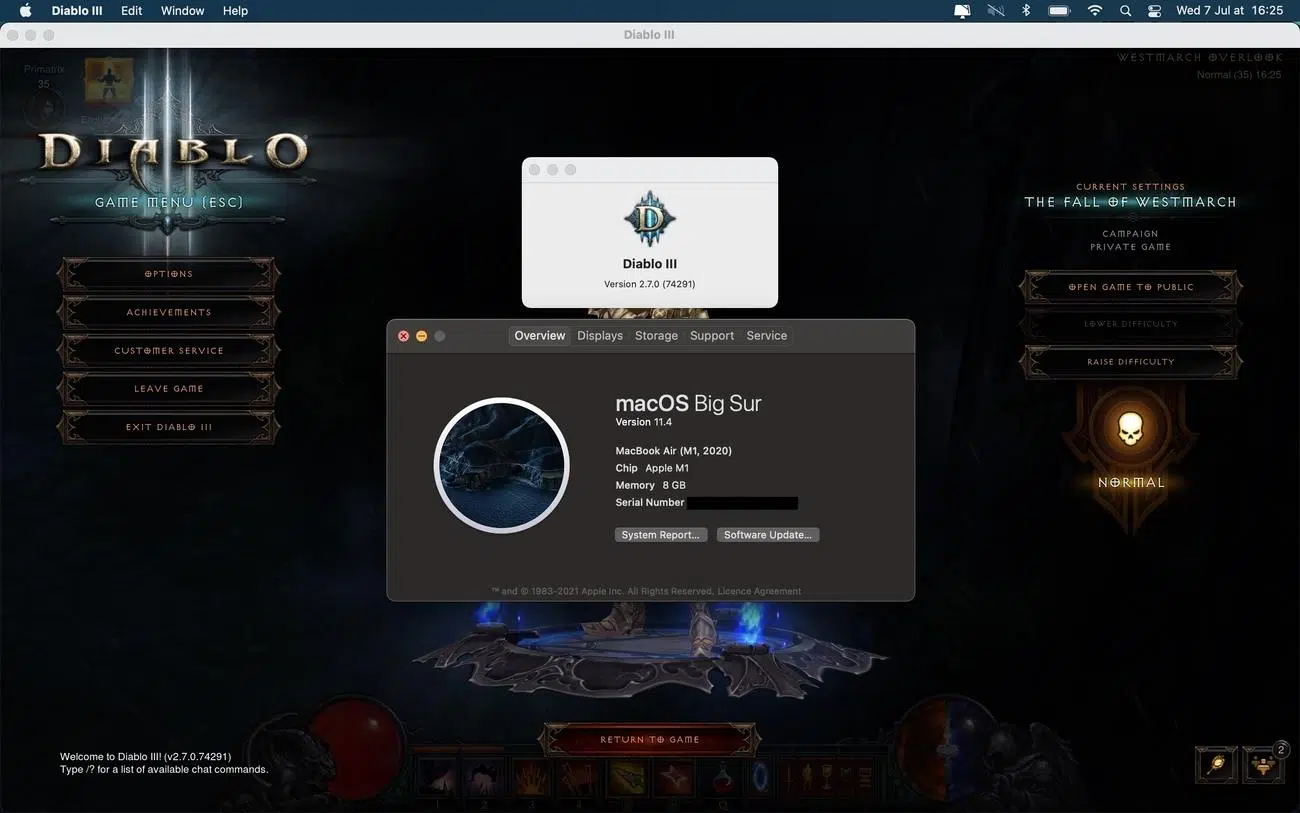 Diablo III Edit Window Help Wed 7 Jul at 16:25
Diablo III
Primatrix
35
WESTMARCH OVERLOOK
Normal (35) 16:25
DIABLO
GAME MENU (ESC)
OPTIONS
ACHIEVEMENTS
CUSTOMER SERVICE
LEAVE GAME
EXIT DIABLO III
Diablo III
Version 2.7.0 (74291)
CURRENT SETTINGS
THE FALL OF WESTMARCH
CAMPAIGN
PRIVATE GAME
OPEN GAME TO PUBLIC
LOWER DIFFICULTY
RAISE DIFFICULTY
NORMAL
Overview Displays Storage Support Service
macOS Big Sur
Version 11.4
MacBook Air (M1, 2020)
Chip Apple M1
Memory 8 GB
Serial Number
System Report...
Software Update...
™ and © 1983-2021 Apple Inc. All Rights Reserved. Licence Agreement
RETURN TO GAME
Welcome to Diablo III! (v2.7.0.74291)
Type /? for a list of available chat commands.
1 2 3 4
2